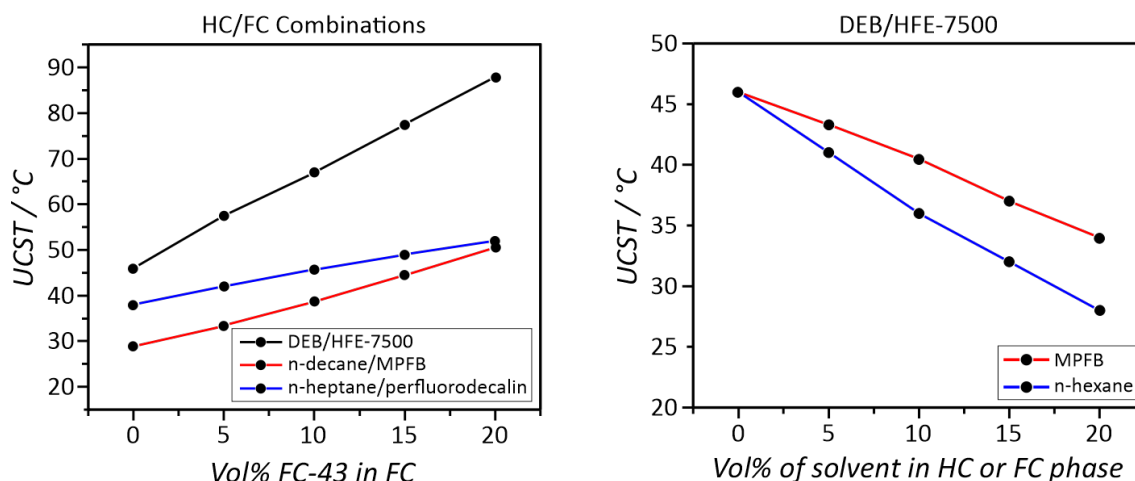 HC/FC Combinations
UCST / °C
90
80
70
60
50
40
30
20
DEB/HFE-7500
n-decane/MPFB
n-heptane/perfluorodecalin
0 5 10 15 20
Vol% FC-43 in FC
DEB/HFE-7500
UCST / °C
50
45
40
35
30
25
20
MPFB
n-hexane
0 5 10 15 20
Vol% of solvent in HC or FC phase